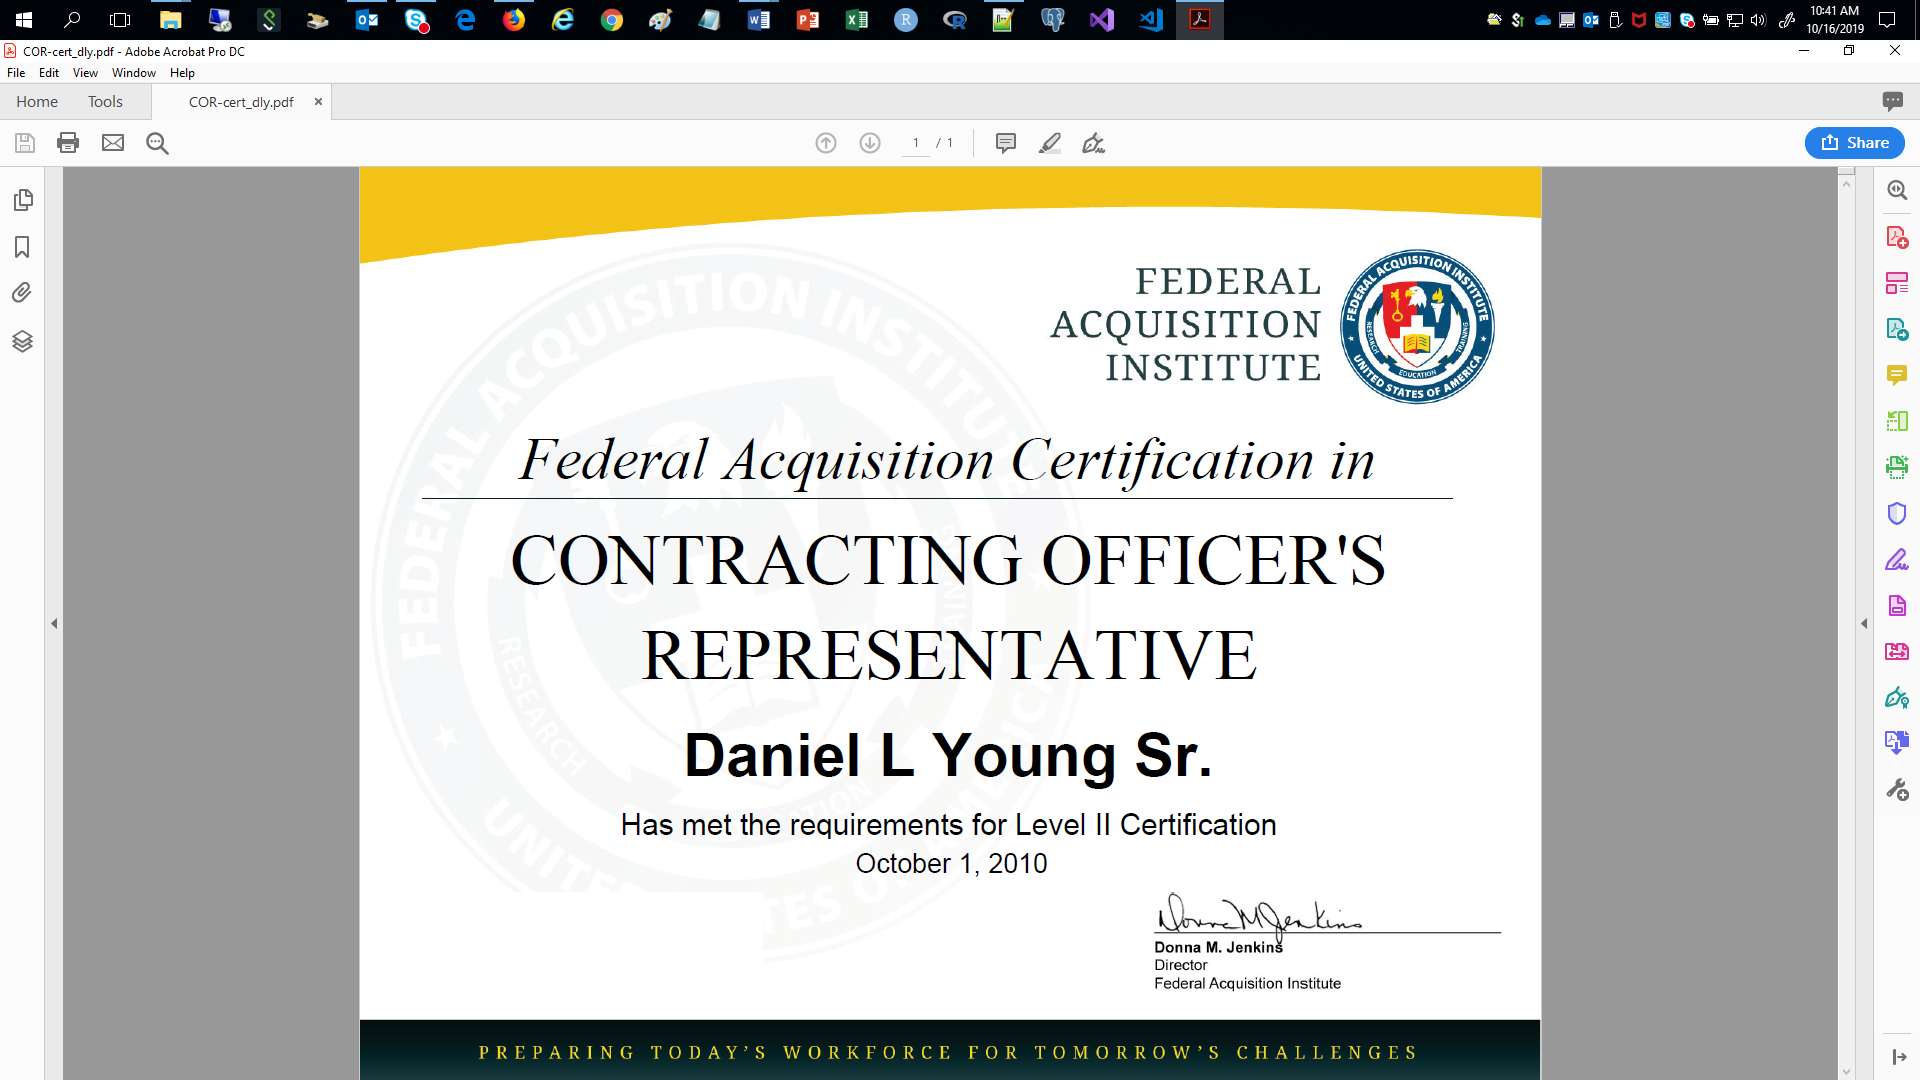 10:41 AM
10/16/2019
COR-cert_dly.pdf - Adobe Acrobat Pro DC
File Edit View Window Help
Home Tools COR-cert_dly.pdf
1 / 1
Share
FEDERAL
ACQUISITION
INSTITUTE
FEDERAL ACQUISITION INSTITUTE
RESEARCH
EDUCATION
TRAINING
UNITED STATES OF AMERICA
Federal Acquisition Certification in
CONTRACTING OFFICER'S
REPRESENTATIVE
Daniel L Young Sr.
Has met the requirements for Level II Certification
October 1, 2010
Donna M Jenkins
Donna M. Jenkins
Director
Federal Acquisition Institute
PREPARING TODAY’S WORKFORCE FOR TOMORROW’S CHALLENGES